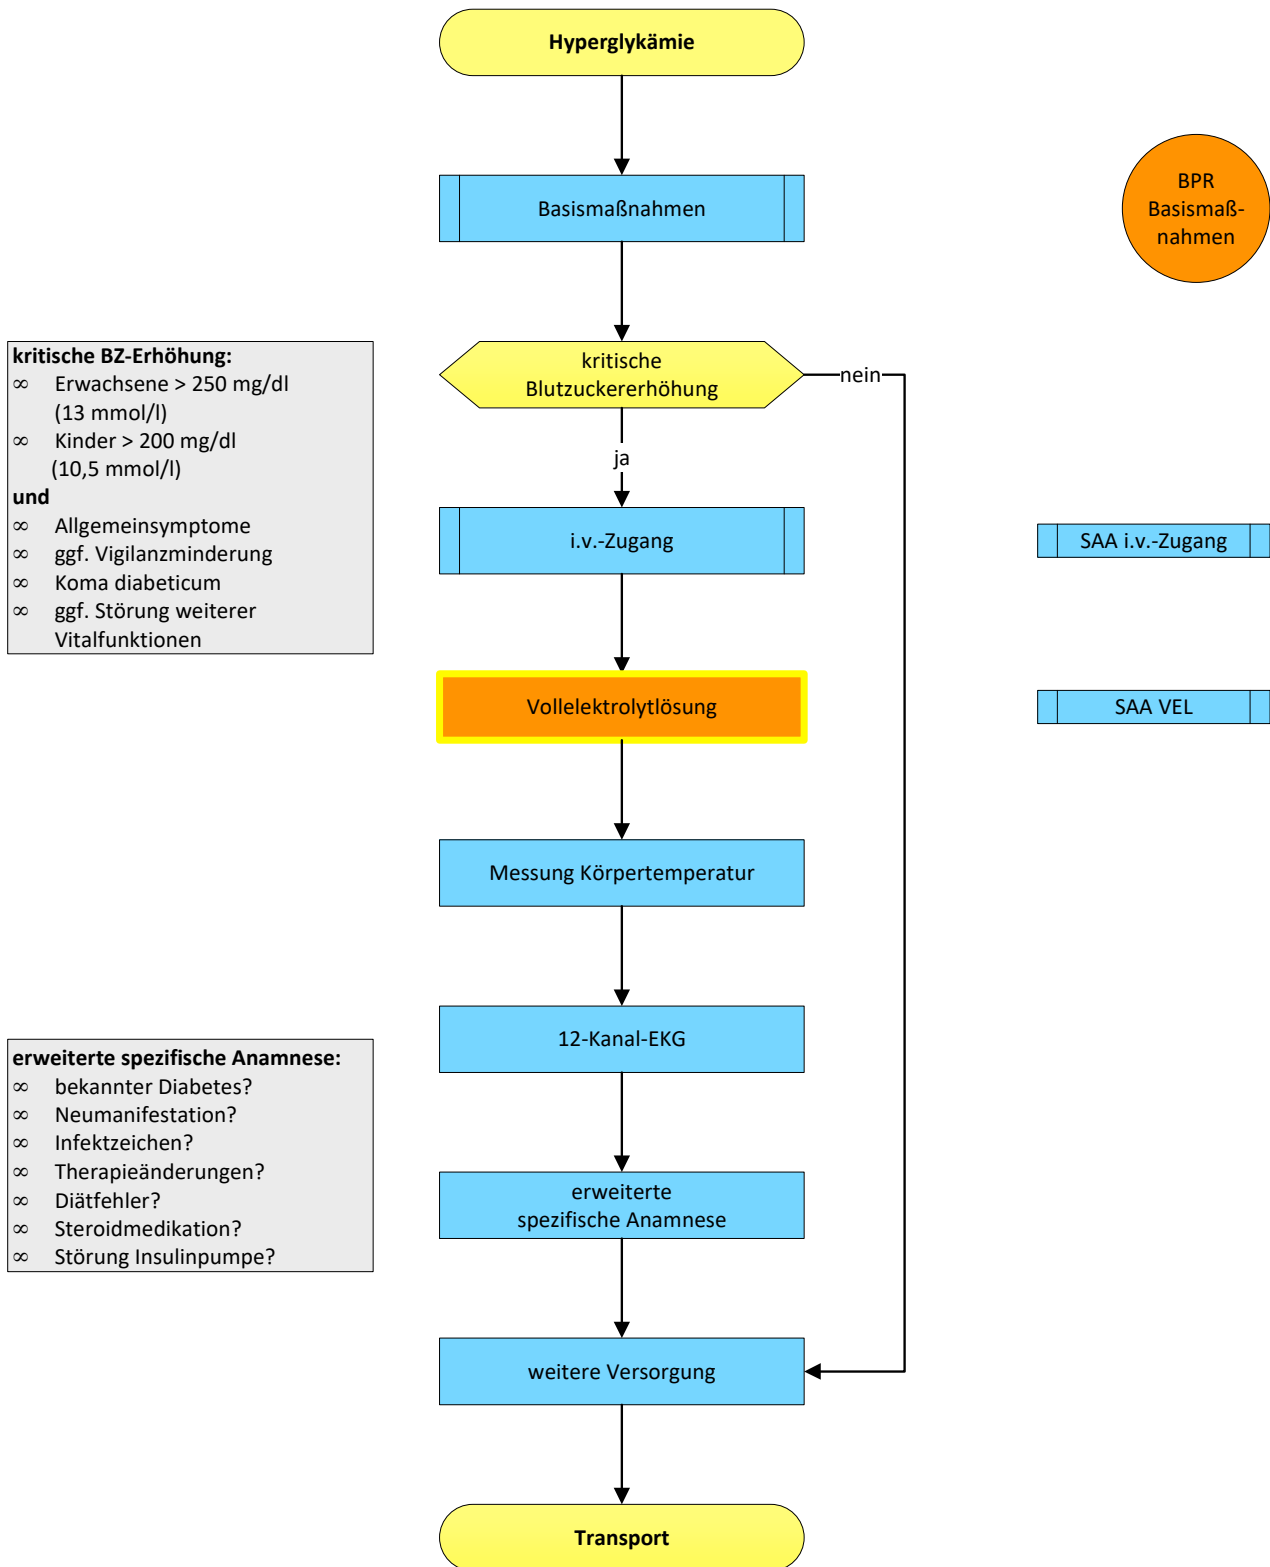 Hyperglykämie
Basismaßnahmen
BPR
Basismaß-
nahmen
kritische BZ-Erhöhung:
∞ Erwachsene > 250 mg/dl
(13 mmol/l)
∞ Kinder > 200 mg/dl
(10,5 mmol/l)
und
∞ Allgemeinsymptome
∞ ggf. Vigilanzminderung
∞ Koma diabeticum
∞ ggf. Störung weiterer
Vitalfunktionen
kritische
Blutzuckererhöhung
nein
ja
i.v.-Zugang
SAA i.v.-Zugang
Vollelektrolytlösung
SAA VEL
Messung Körpertemperatur
12-Kanal-EKG
erweiterte spezifische Anamnese:
∞ bekannter Diabetes?
∞ Neumanifestation?
∞ Infektzeichen?
∞ Therapieänderungen?
∞ Diätfehler?
∞ Steroidmedikation?
∞ Störung Insulinpumpe?
erweiterte
spezifische Anamnese
weitere Versorgung
Transport